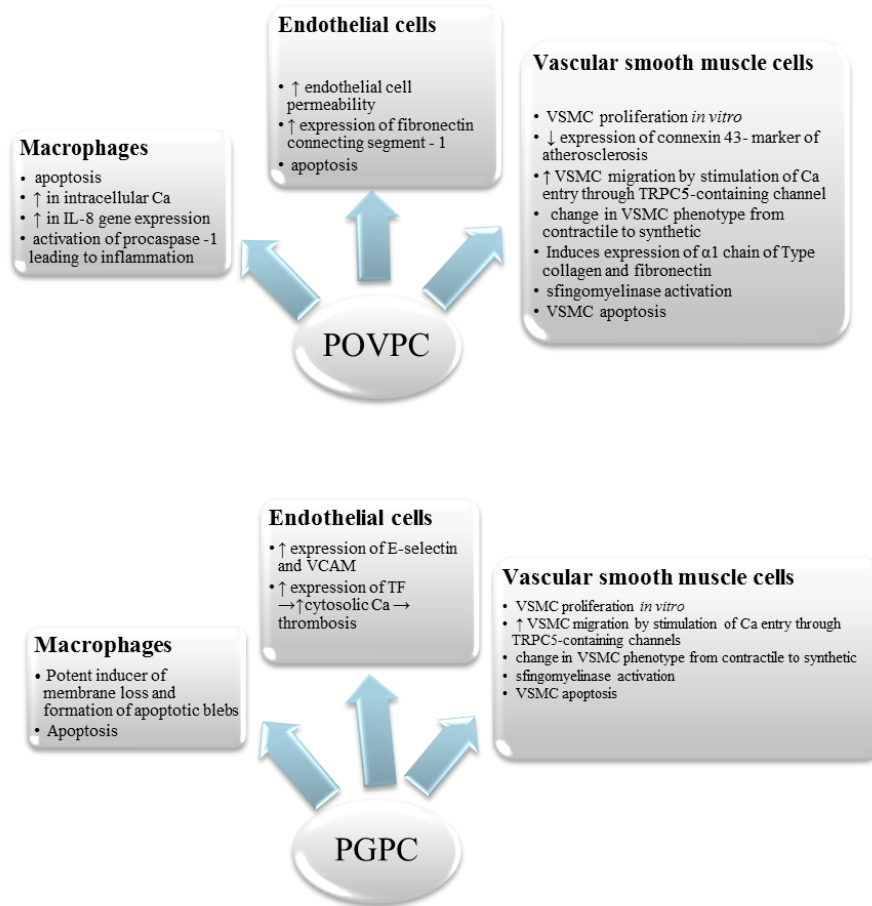 Endothelial cells
• ↑ endothelial cell
permeability
• ↑ expression of fibronectin
connecting segment - 1
• apoptosis
Vascular smooth muscle cells
• VSMC proliferation in vitro
• ↓ expression of connexin 43- marker of
atherosclerosis
• ↑ VSMC migration by stimulation of Ca
entry through TRPC5-containing channel
• change in VSMC phenotype from
contractile to synthetic
• Induces expression of α1 chain of Type
collagen and fibronectin
• sfingomyelinase activation
• VSMC apoptosis
Macrophages
• apoptosis
• ↑ in intracellular Ca
• ↑ in IL-8 gene expression
• activation of procaspase -1
leading to inflammation
POVPC
Endothelial cells
• ↑ expression of E-selectin
and VCAM
• ↑ expression of TF
→↑cytosolic Ca →
thrombosis
Vascular smooth muscle cells
• VSMC proliferation in vitro
• ↑ VSMC migration by stimulation of Ca entry through
TRPC5-containing channels
• change in VSMC phenotype from contractile to synthetic
• sfingomyelinase activation
• VSMC apoptosis
Macrophages
• Potent inducer of
membrane loss and
formation of apoptotic blebs
• Apoptosis
PGPC